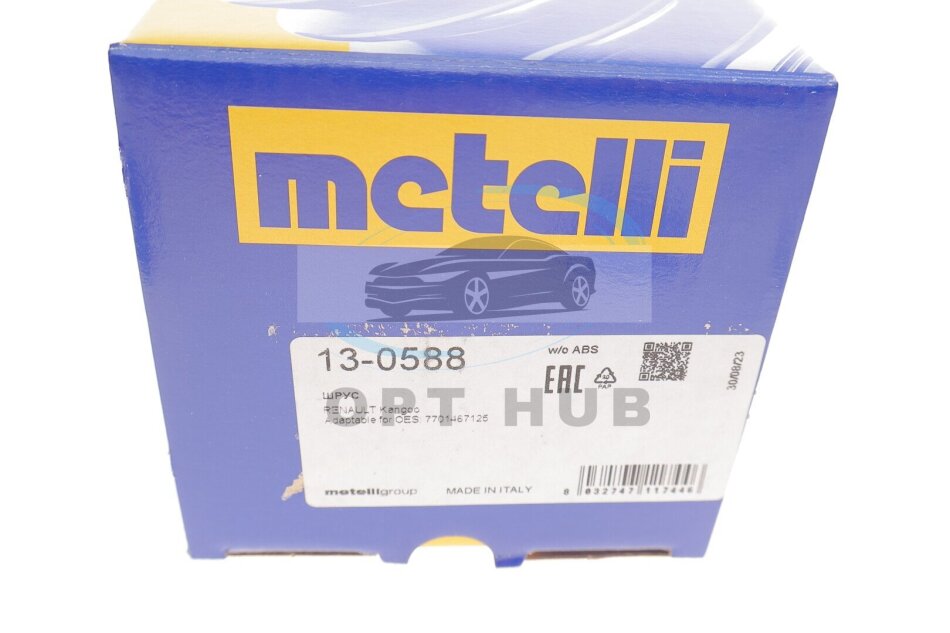 metelli
13-0588
w/o ABS
30/08/23
EAC
PAP
ШРУС
RENAULT Kangoo
Adaptable for OES: 7701467125
OPT HUB
metelligroup
MADE IN ITALY
8 032747 117446